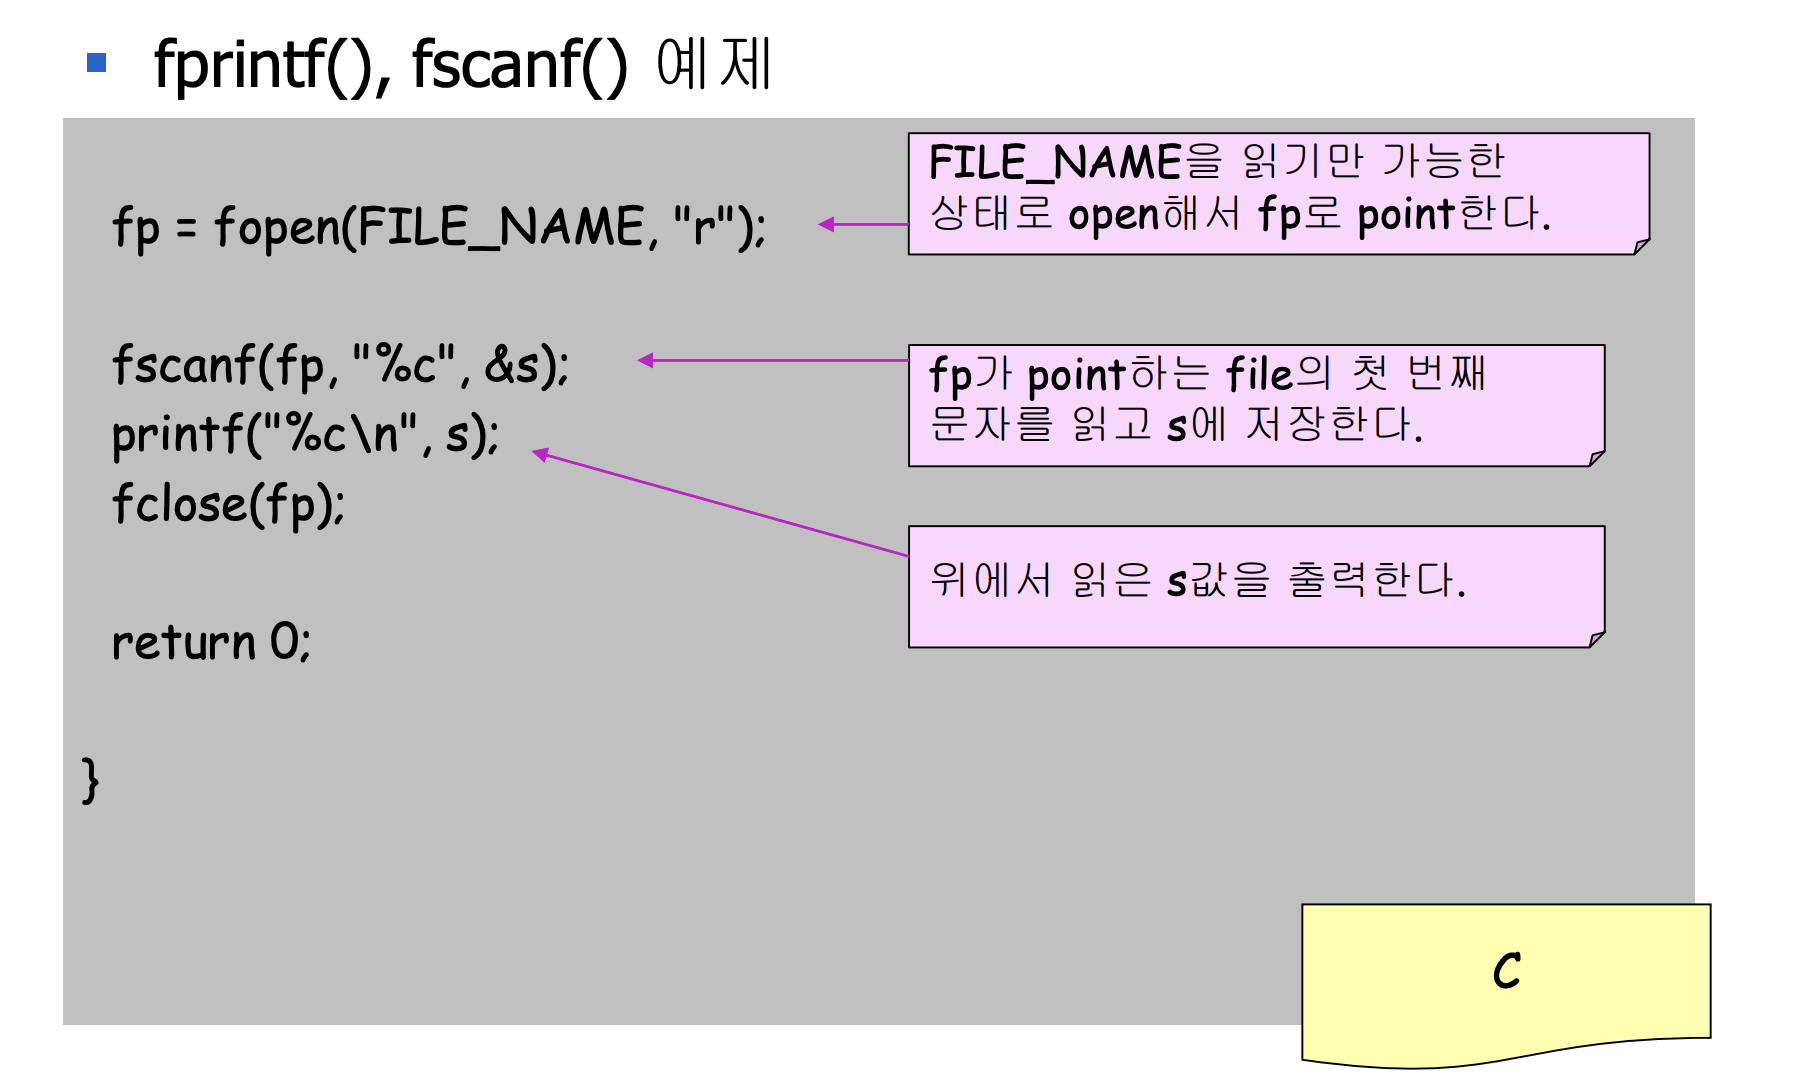 fprintf(), fscanf() 예제
fp = fopen(FILE_NAME, "r");
FILE_NAME을 읽기만 가능한
상태로 open해서 fp로 point한다.
fscanf(fp, "%c", &s);
printf("%c\n", s);
fclose(fp);
fp가 point하는 file의 첫 번째
문자를 읽고 s에 저장한다.
위에서 읽은 s값을 출력한다.
return 0;
}
C